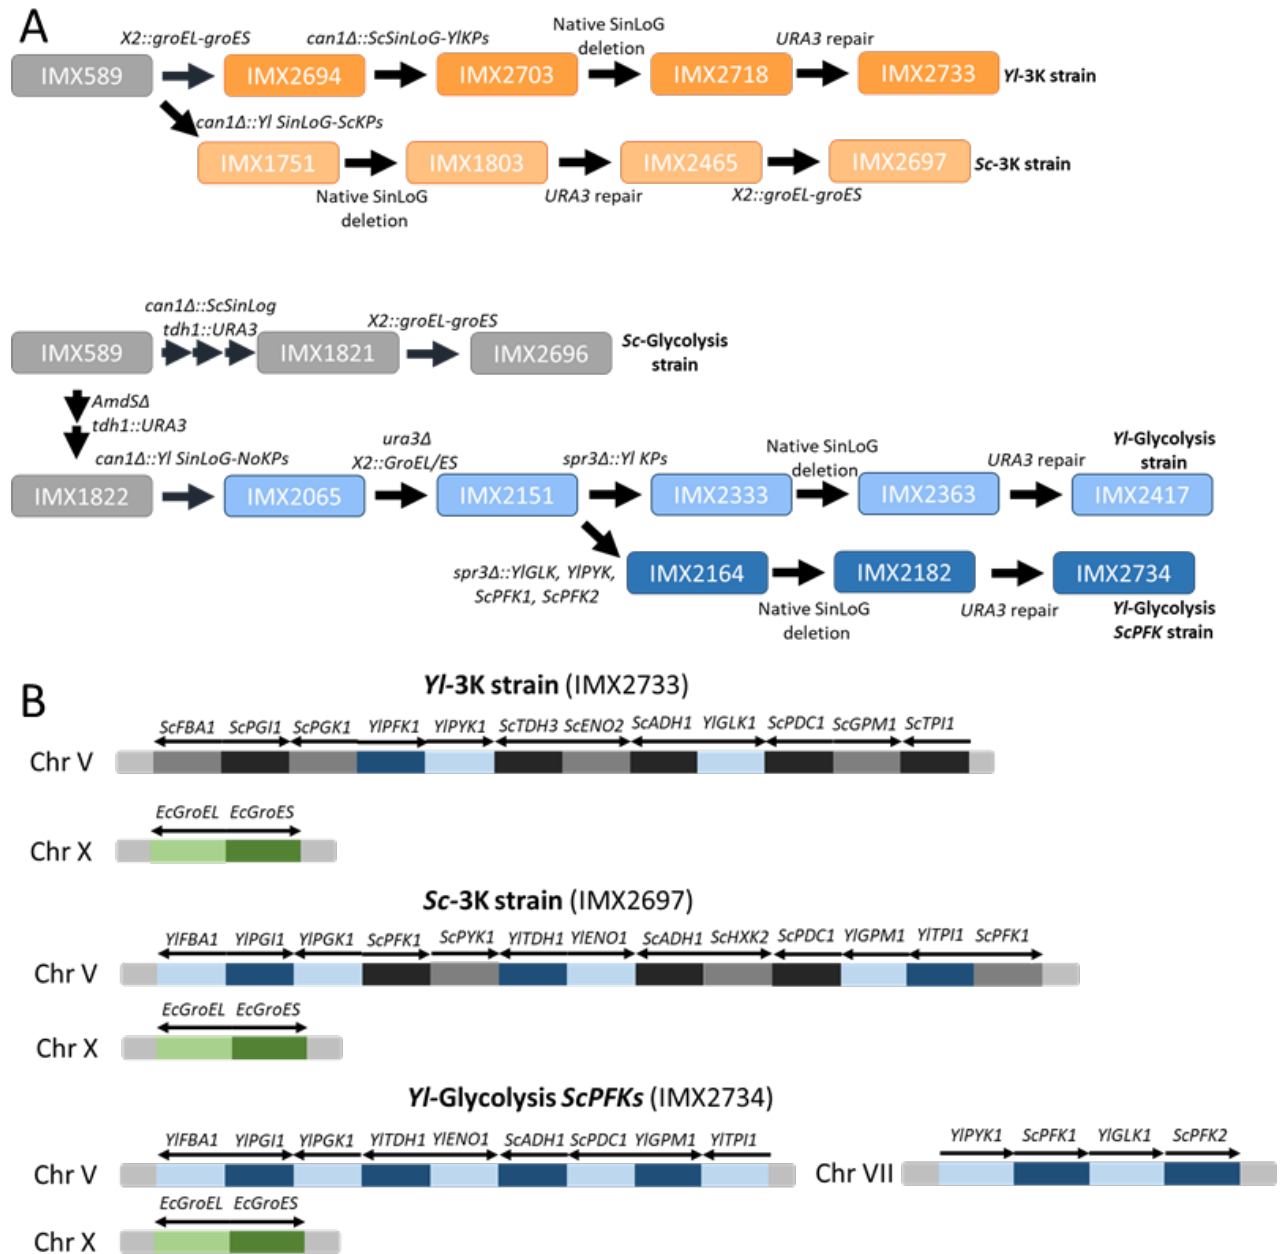 A
X2::groEL-groES
can1Δ::ScSinLoG-YlKPs
Native SinLoG
deletion
URA3 repair
IMX589
IMX2694
IMX2703
IMX2718
IMX2733
Yl-3K strain
can1Δ::Yl SinLoG-ScKPs
IMX1751
IMX1803
IMX2465
IMX2697
Sc-3K strain
Native SinLoG
deletion
URA3 repair
X2::groEL-groES
can1Δ::ScSinLog
tdh1::URA3
X2::groEL-groES
IMX589
IMX1821
IMX2696
Sc-Glycolysis
strain
AmdSΔ
tdh1::URA3
can1Δ::Yl SinLoG-NoKPs
ura3Δ
X2::GroEL/ES
spr3Δ::Yl KPs
Native SinLoG
deletion
URA3 repair
Yl-Glycolysis
strain
IMX1822
IMX2065
IMX2151
IMX2333
IMX2363
IMX2417
spr3Δ::YlGLK, YlPYK,
ScPFK1, ScPFK2
IMX2164
IMX2182
IMX2734
Native SinLoG
deletion
URA3 repair
Yl-Glycolysis
ScPFK strain
B
Yl-3K strain (IMX2733)
ScFBA1 ScPGI1 ScPGK1 YlPFK1 YlPYK1 ScTDH3 ScENO2 ScADH1 YlGLK1 ScPDC1 ScGPM1 ScTPI1
Chr V
EcGroEL EcGroES
Chr X
Sc-3K strain (IMX2697)
YlFBA1 YlPGI1 YlPGK1 ScPFK1 ScPYK1 YlTDH1 YlENO1 ScADH1 ScHXK2 ScPDC1 YlGPM1 YlTPI1 ScPFK1
Chr V
EcGroEL EcGroES
Chr X
Yl-Glycolysis ScPFKs (IMX2734)
YlFBA1 YlPGI1 YlPGK1 YlTDH1 YlENO1 ScADH1 ScPDC1 YlGPM1 YlTPI1
Chr V
YlPYK1 ScPFK1 YlGLK1 ScPFK2
Chr VII
EcGroEL EcGroES
Chr X